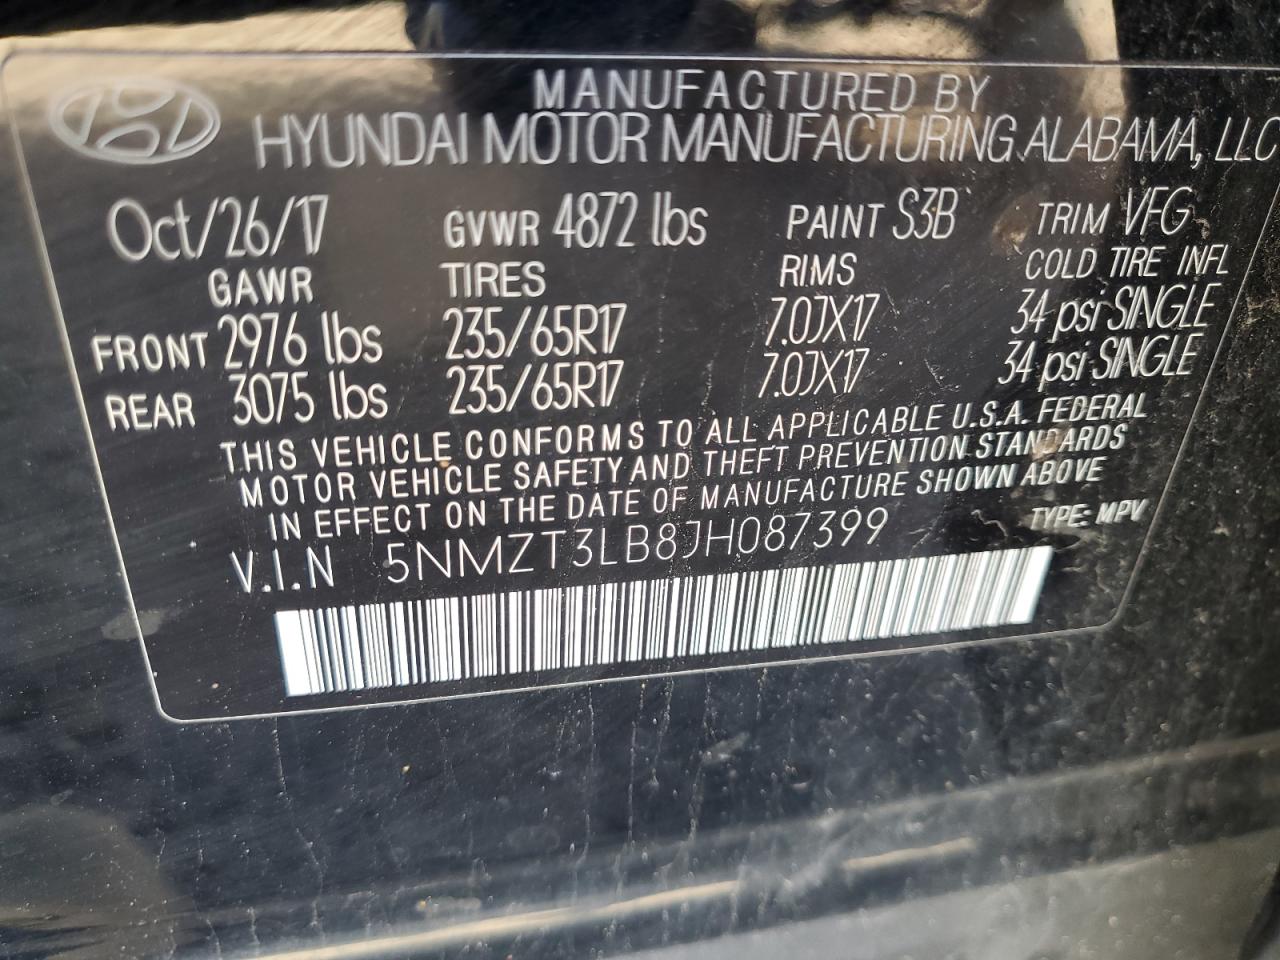 MANUFACTURED BY
HYUNDAI MOTOR MANUFACTURING ALABAMA, LLC
Oct/26/17 GVWR 4872 lbs PAINT S3B TRIM VFG
GAWR TIRES RIMS COLD TIRE INFL
FRONT 2976 lbs 235/65R17 7.0JX17 34 psi SINGLE
REAR 3075 lbs 235/65R17 7.0JX17 34 psi SINGLE
THIS VEHICLE CONFORMS TO ALL APPLICABLE U.S.A. FEDERAL
MOTOR VEHICLE SAFETY AND THEFT PREVENTION STANDARDS
IN EFFECT ON THE DATE OF MANUFACTURE SHOWN ABOVE
V.I.N 5NMZT3LB8JH087399 TYPE: MPV